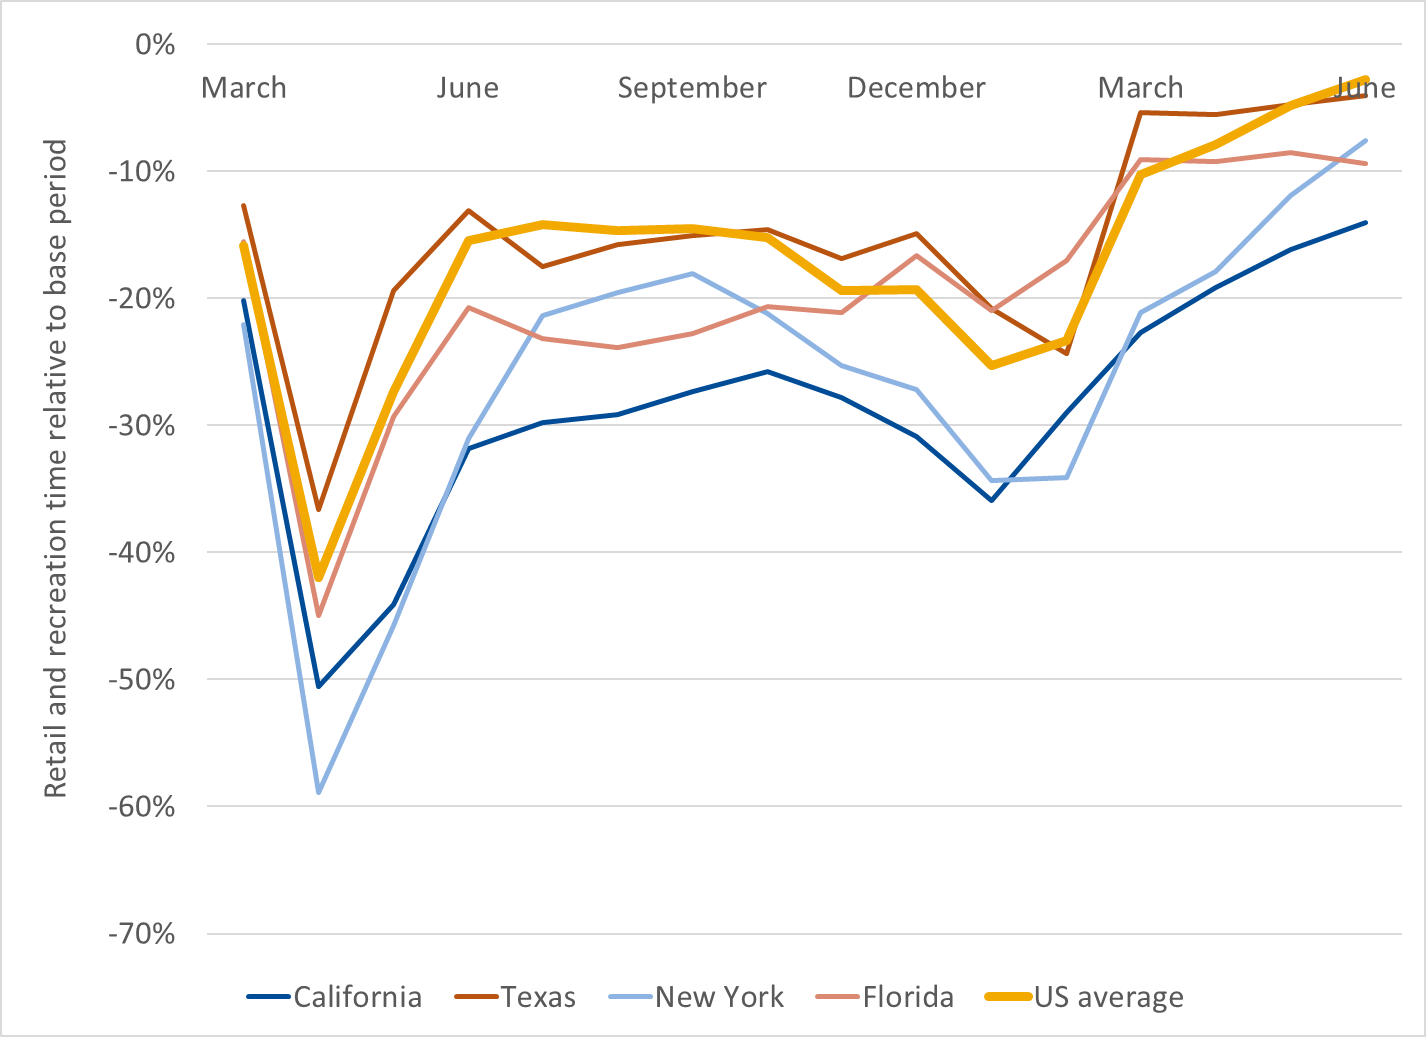 0%
March June September December March June
-10%
-20%
-30%
-40%
-50%
-60%
-70%
Retail and recreation time relative to base period
California Texas New York Florida US average